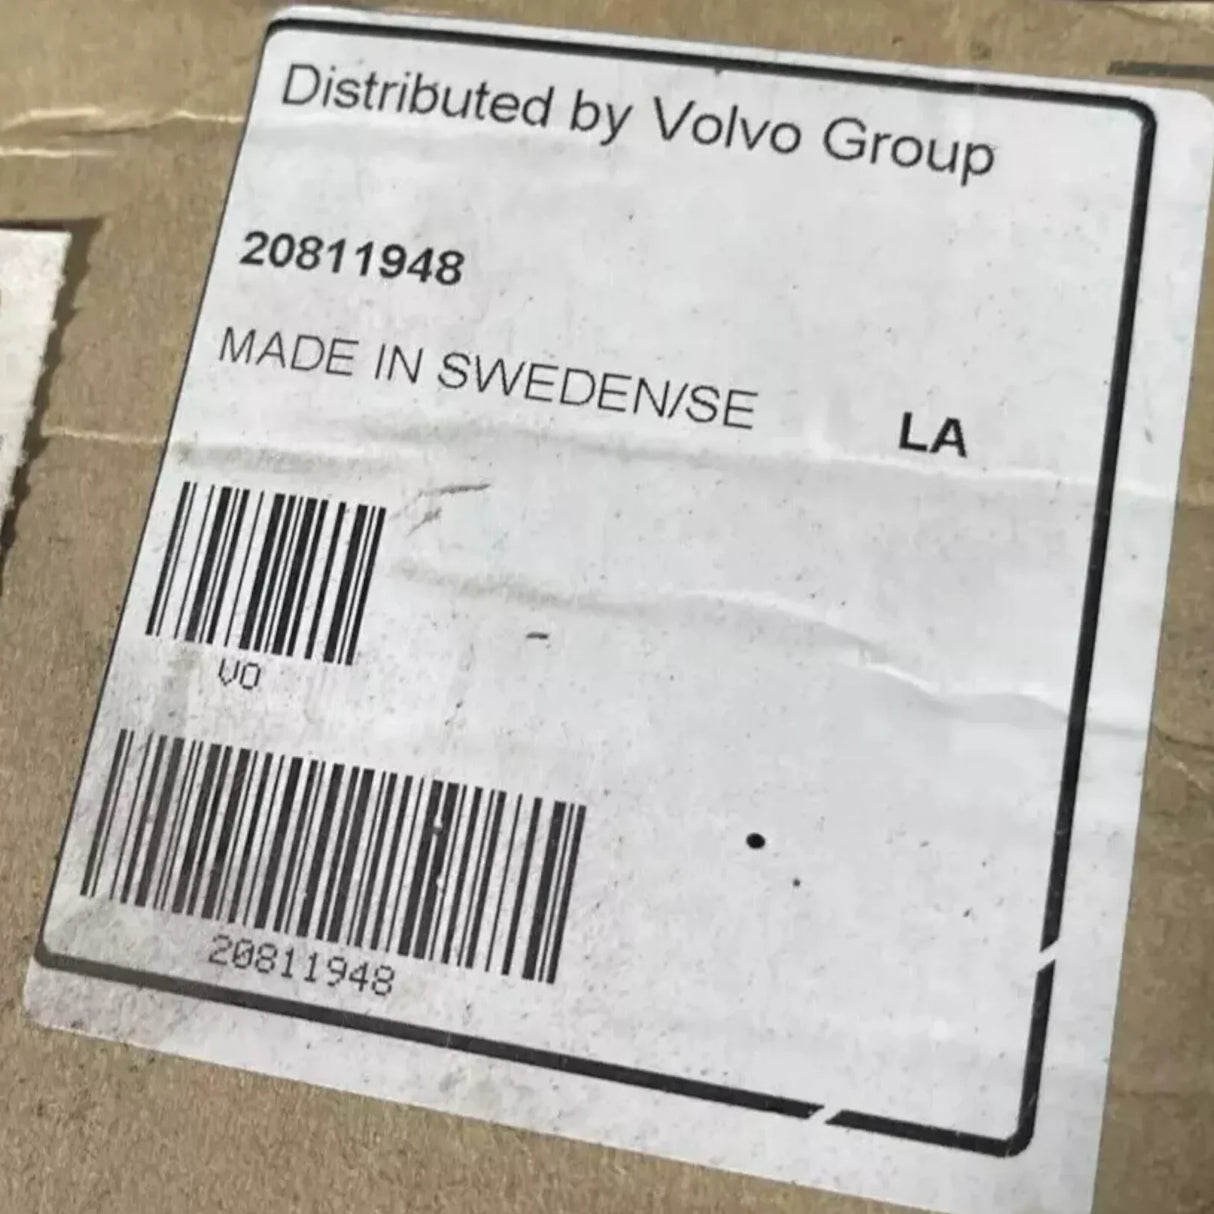 Distributed by Volvo Group
20811948
MADE IN SWEDEN/SE LA
VO
20811948